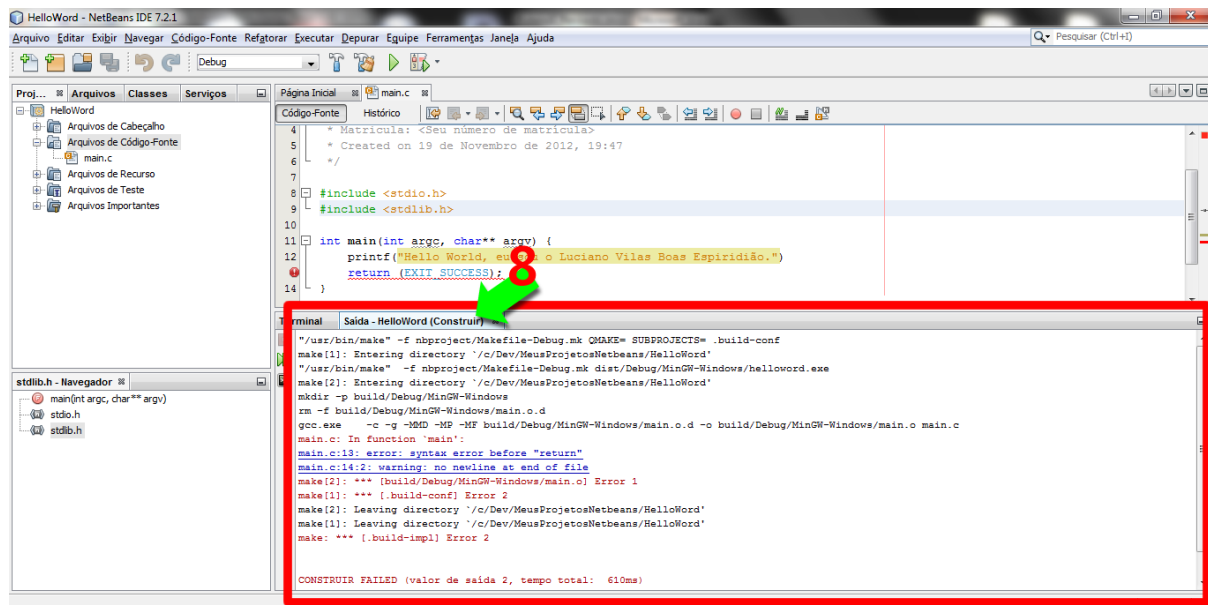 HelloWord - NetBeans IDE 7.2.1
Arquivo Editar Exibir Navegar Código-Fonte Refatorar Executar Depurar Equipe Ferramentas Janela Ajuda
Pesquisar (Ctrl+I)
Debug
Proj... Arquivos Classes Serviços
HelloWord
Arquivos de Cabeçalho
Arquivos de Código-Fonte
main.c
Arquivos de Recurso
Arquivos de Teste
Arquivos Importantes
Página Inicial main.c
Código-Fonte Histórico
4 * Matricula: <Seu número de matrícula>
5 * Created on 19 de Novembro de 2012, 19:47
6 */
7
8 #include <stdio.h>
9 #include <stdlib.h>
10
11 int main(int argc, char** argv) {
12 printf("Hello World, eu o Luciano Vilas Boas Espiridião.")
return (EXIT_SUCCESS);
14 }
8
Terminal Saída - HelloWord (Construir)
"/usr/bin/make" -f nbproject/Makefile-Debug.mk QMAKE= SUBPROJECTS= .build-conf
make[1]: Entering directory `/c/Dev/MeusProjetosNetbeans/HelloWord'
"/usr/bin/make" -f nbproject/Makefile-Debug.mk dist/Debug/MinGW-Windows/helloword.exe
make[2]: Entering directory `/c/Dev/MeusProjetosNetbeans/HelloWord'
mkdir -p build/Debug/MinGW-Windows
rm -f build/Debug/MinGW-Windows/main.o.d
gcc.exe -c -g -MMD -MP -MF build/Debug/MinGW-Windows/main.o.d -o build/Debug/MinGW-Windows/main.o main.c
main.c: In function `main':
main.c:13: error: syntax error before "return"
main.c:14:2: warning: no newline at end of file
make[2]: *** [build/Debug/MinGW-Windows/main.o] Error 1
make[1]: *** [.build-conf] Error 2
make[2]: Leaving directory `/c/Dev/MeusProjetosNetbeans/HelloWord'
make[1]: Leaving directory `/c/Dev/MeusProjetosNetbeans/HelloWord'
make: *** [.build-impl] Error 2
CONSTRUIR FAILED (valor de saída 2, tempo total: 610ms)
stdlib.h - Navegador
main(int argc, char** argv)
stdio.h
stdlib.h